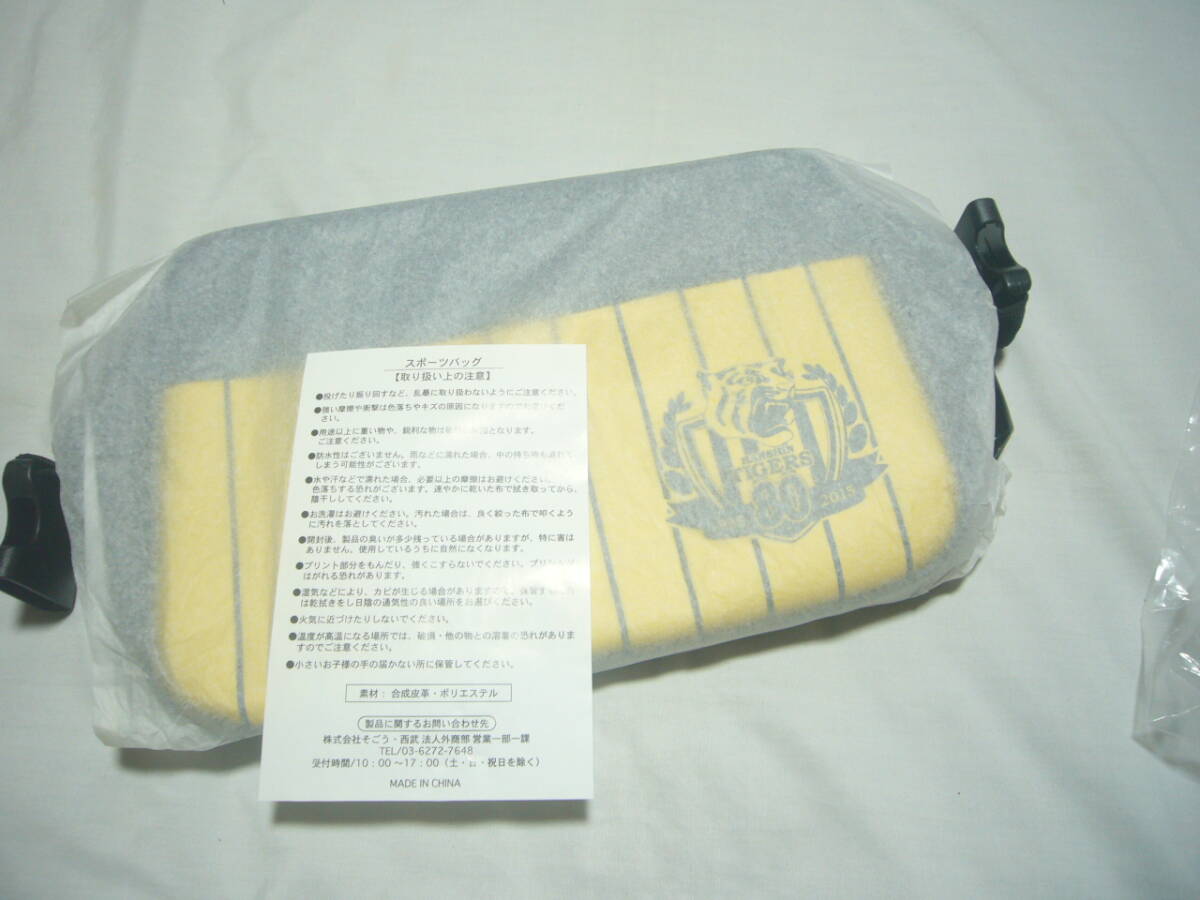 スポーツバッグ
【取り扱い上の注意】
●投げたり振り回すなど、乱暴に取り扱わないようにご注意ください。
●強い摩擦や衝撃は色落ちやキズの原因になりますのでお避けくだ
さい。
●用途以上に重い物や、鋭利な物は破損の原因となります。
ご注意ください。
●防水性はございません。雨などに濡れた場合、中の持ち物も濡れて
しまう可能性がございます。
●水や汗などで濡れた場合、必要以上の摩擦はお避けください。
色落ちする恐れがございます。速やかに乾いた布で拭き取ってから、
陰干ししてください。
●お洗濯はお避けください。汚れた場合は、良く絞った布で叩くよう
に汚れを落としてください。
●開封後、製品の臭いが多少残っている場合がありますが、特に害は
ありません。使用しているうちに自然になくなります。
●プリント部分をもんだり、強くこすらないでください。プリントが
はがれる恐れがあります。
●湿気などにより、カビが生じる場合がありますので、保管する
は乾拭きをし日陰の通気性の良い場所をお選びください。
●火気に近づけたりしないでください。
●温度が高温になる場所では、破損・他の物との溶着の恐れがありま
すのでご注意ください。
●小さいお子様の手の届かない所に保管してください。
素材：合成皮革・ポリエステル
製品に関するお問い合わせ先
株式会社そごう・西武 法人外商部 営業一部一課
TEL/03-6272-7648
受付時間/10：00～17：00（土・日・祝日を除く）
MADE IN CHINA
HANSHIN
TIGERS
80
2015